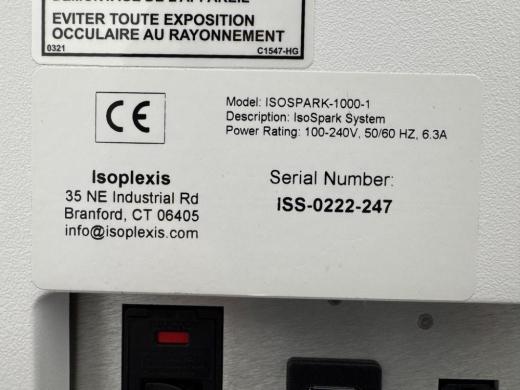 EVITER TOUTE EXPOSITION
OCCULAIRE AU RAYONNEMENT
0321 C1547-HG
CE
Model: ISOSPARK-1000-1
Description: IsoSpark System
Power Rating: 100-240V, 50/60 HZ, 6.3A
Isoplexis
35 NE Industrial Rd
Branford, CT 06405
info@isoplexis.com
Serial Number:
ISS-0222-247